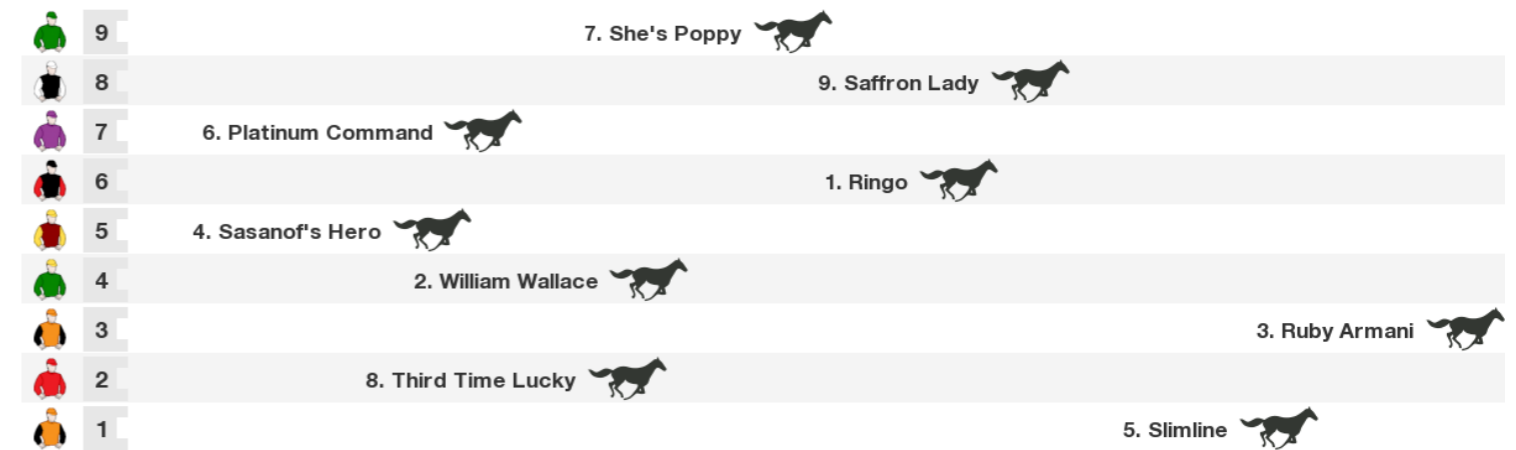 9 7. She's Poppy
8 9. Saffron Lady
7 6. Platinum Command
6 1. Ringo
5 4. Sasanof's Hero
4 2. William Wallace
3 3. Ruby Armani
2 8. Third Time Lucky
1 5. Slimline